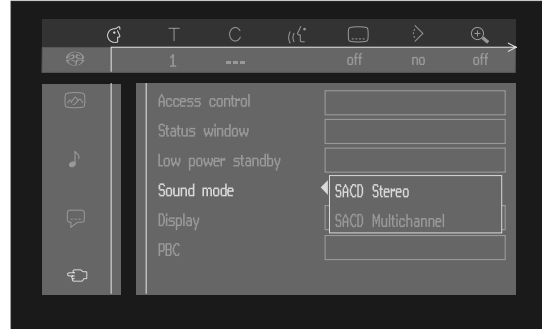 T C
1 --- off no off
Access control
Status window
Low power standby
Sound mode
SACD Stereo
Display
SACD Multichannel
PBC